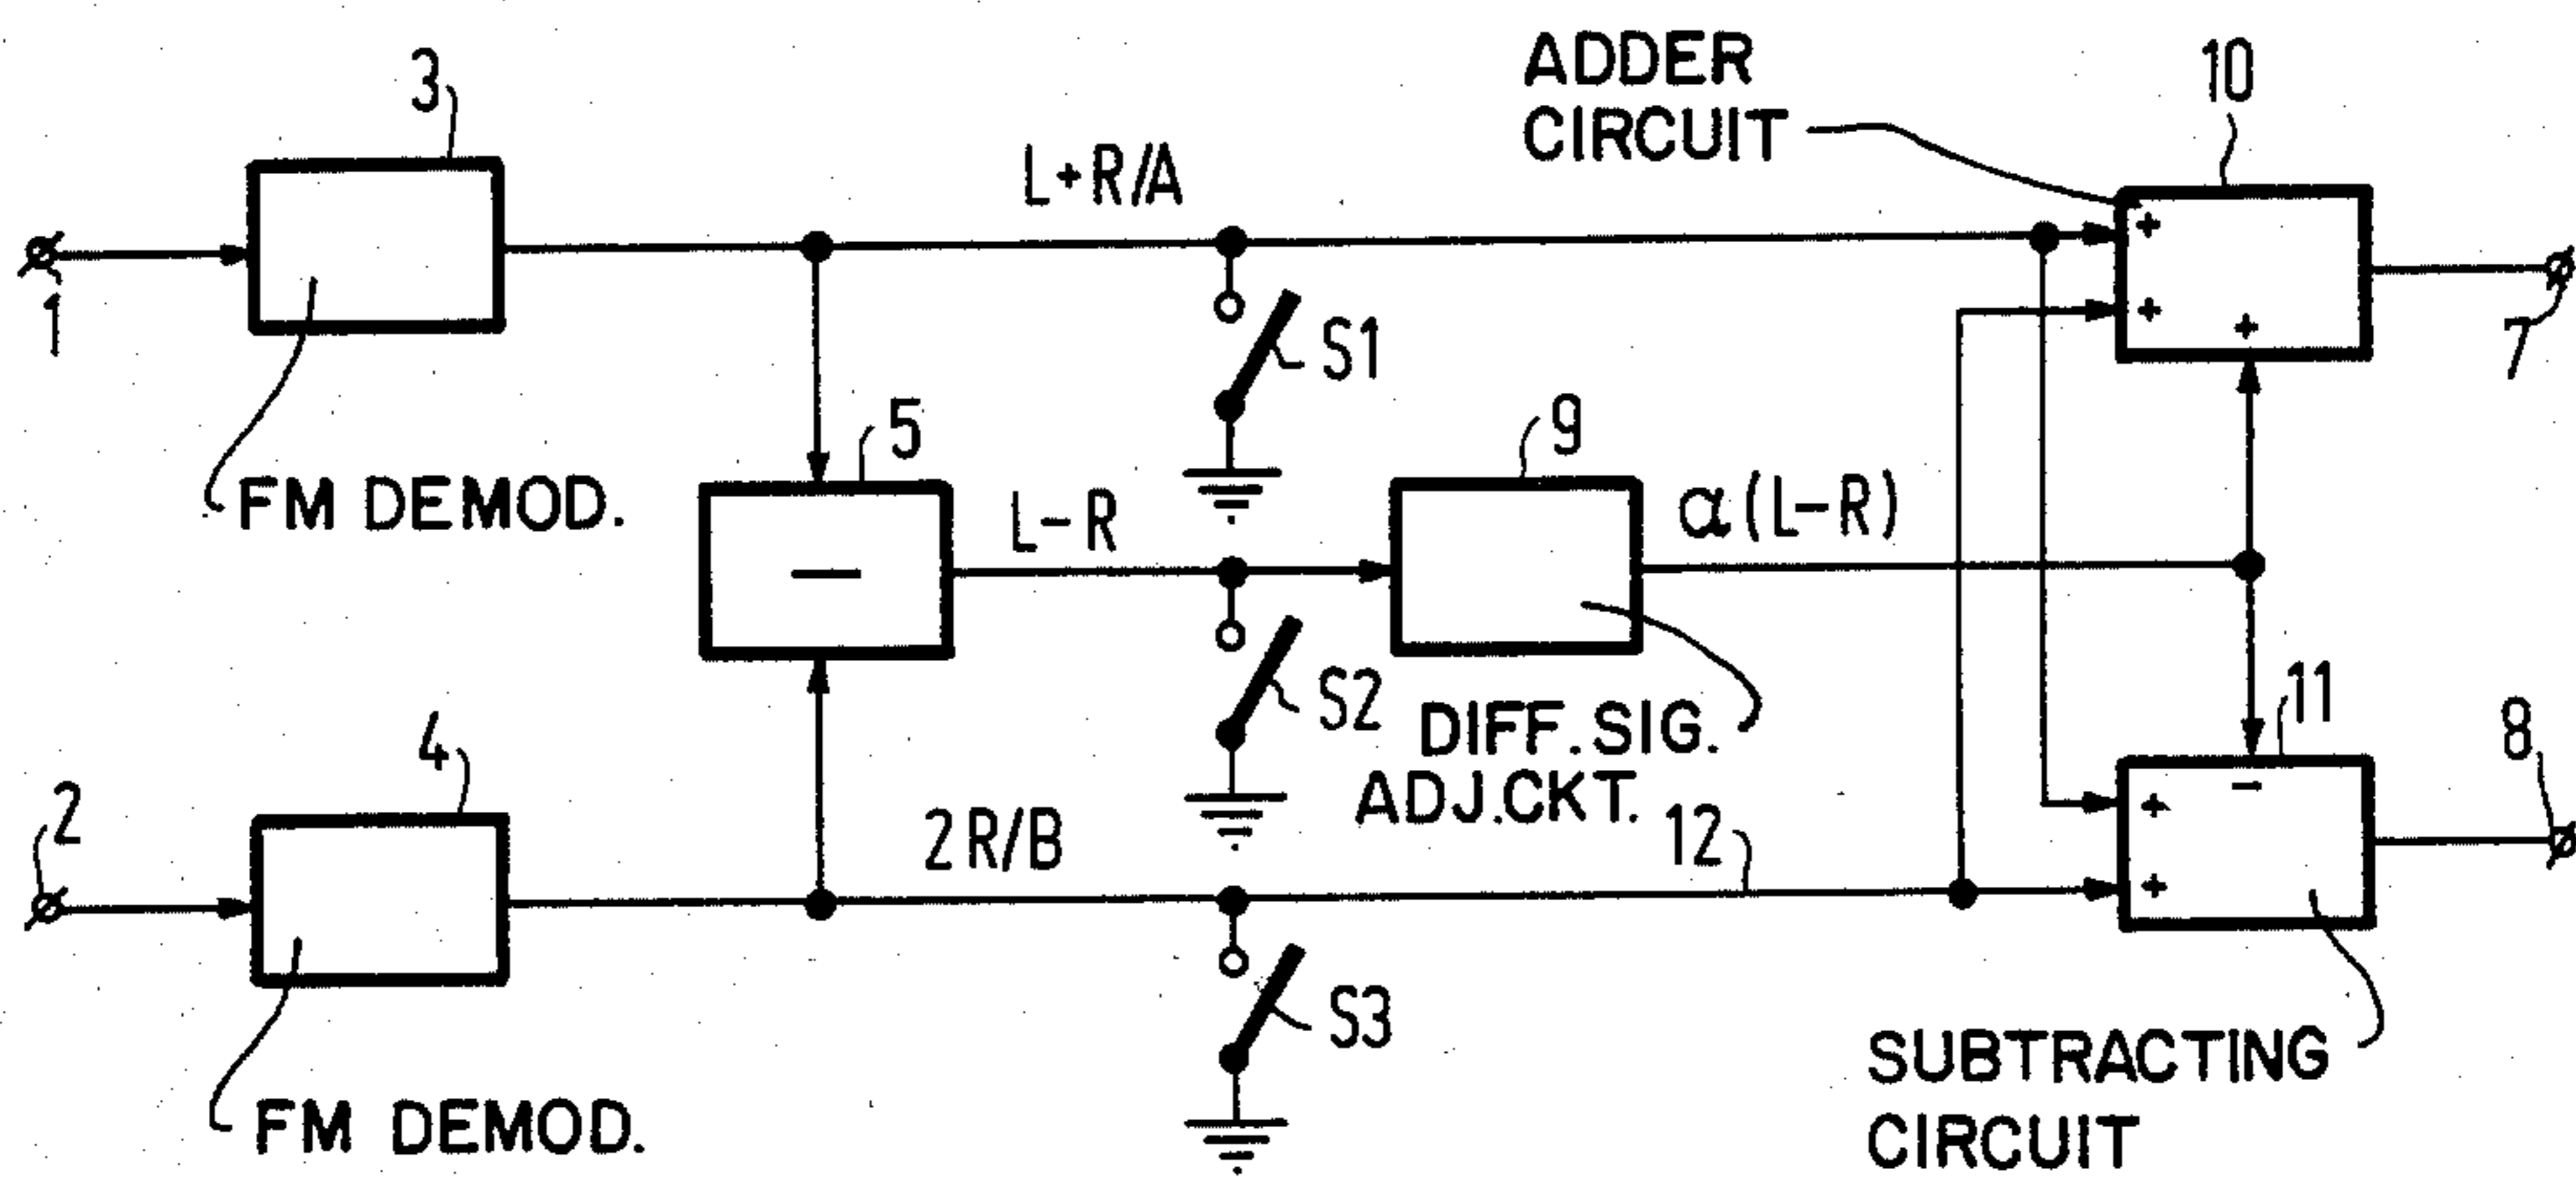 ADDER
CIRCUIT
10
3
L+R/A
+
+
+
1
7
S1
5
9
FM DEMOD.
L-R
α(L-R)
—
S2
DIFF. SIG.
ADJ.CKT.
11
8
4
2
2R/B
12
-
+
+
S3
FM DEMOD.
SUBTRACTING
CIRCUIT